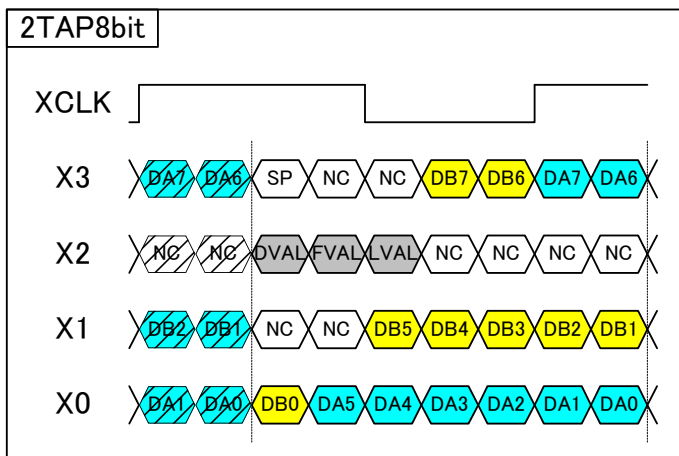 2TAP8bit
XCLK
X3 DA7 DA6 SP NC NC DB7 DB6 DA7 DA6
X2 NC NC DVAL FVAL LVAL NC NC NC NC
X1 DB2 DB1 NC NC DB5 DB4 DB3 DB2 DB1
X0 DA1 DA0 DB0 DA5 DA4 DA3 DA2 DA1 DA0